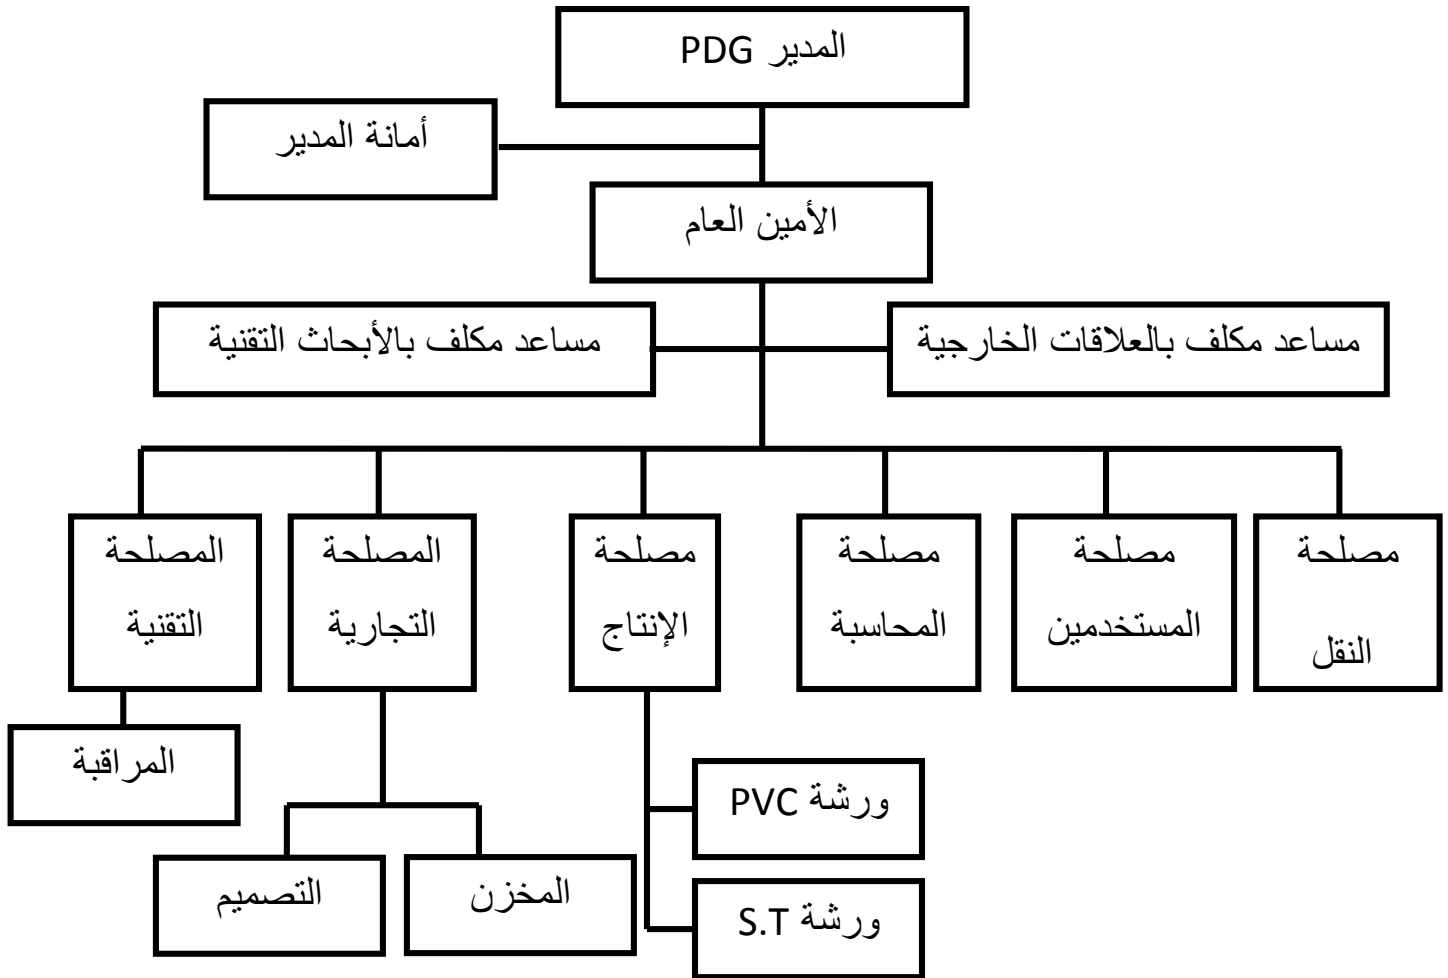 المدير PDG
أمانة المدير
الأمين العام
مساعد مكلف بالعلاقات الخارجية
مساعد مكلف بالأبحاث التقنية
مصلحة
النقل
مصلحة
المستخدمين
مصلحة
المحاسبة
مصلحة
الإنتاج
المصلحة
التجارية
المصلحة
التقنية
المراقبة
ورشة PVC
المخزن
التصميم
ورشة S.T